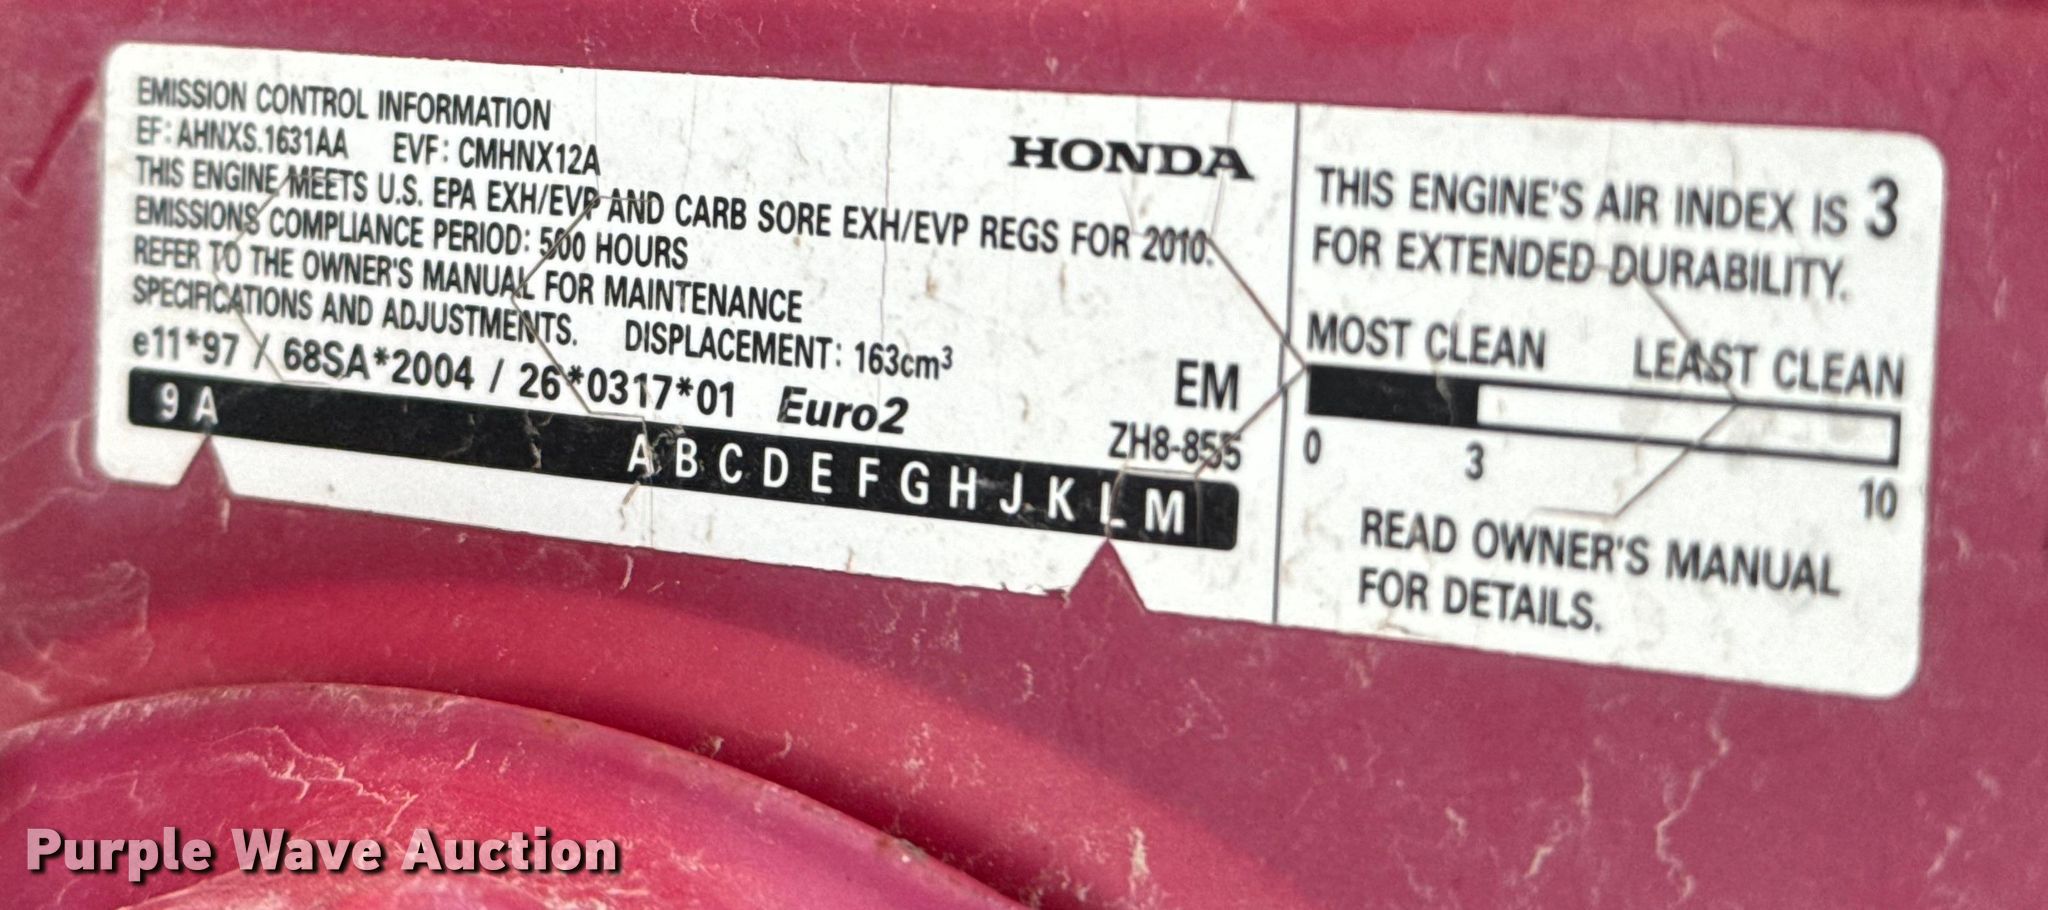 EMISSION CONTROL INFORMATION
EF: AHNXS.1631AA EVF: CMHNX12A
HONDA
THIS ENGINE MEETS U.S. EPA EXH/EVP AND CARB SORE EXH/EVP REGS FOR 2010.
EMISSIONS COMPLIANCE PERIOD: 500 HOURS
REFER TO THE OWNER'S MANUAL FOR MAINTENANCE
SPECIFICATIONS AND ADJUSTMENTS. DISPLACEMENT: 163cm³
e11*97 / 68SA*2004 / 26*0317*01 Euro2
EM
ZH8-855
9 A
A B C D E F G H J K L M
THIS ENGINE'S AIR INDEX IS 3
FOR EXTENDED DURABILITY.
MOST CLEAN LEAST CLEAN
0 3 10
READ OWNER'S MANUAL
FOR DETAILS.
Purple Wave Auction